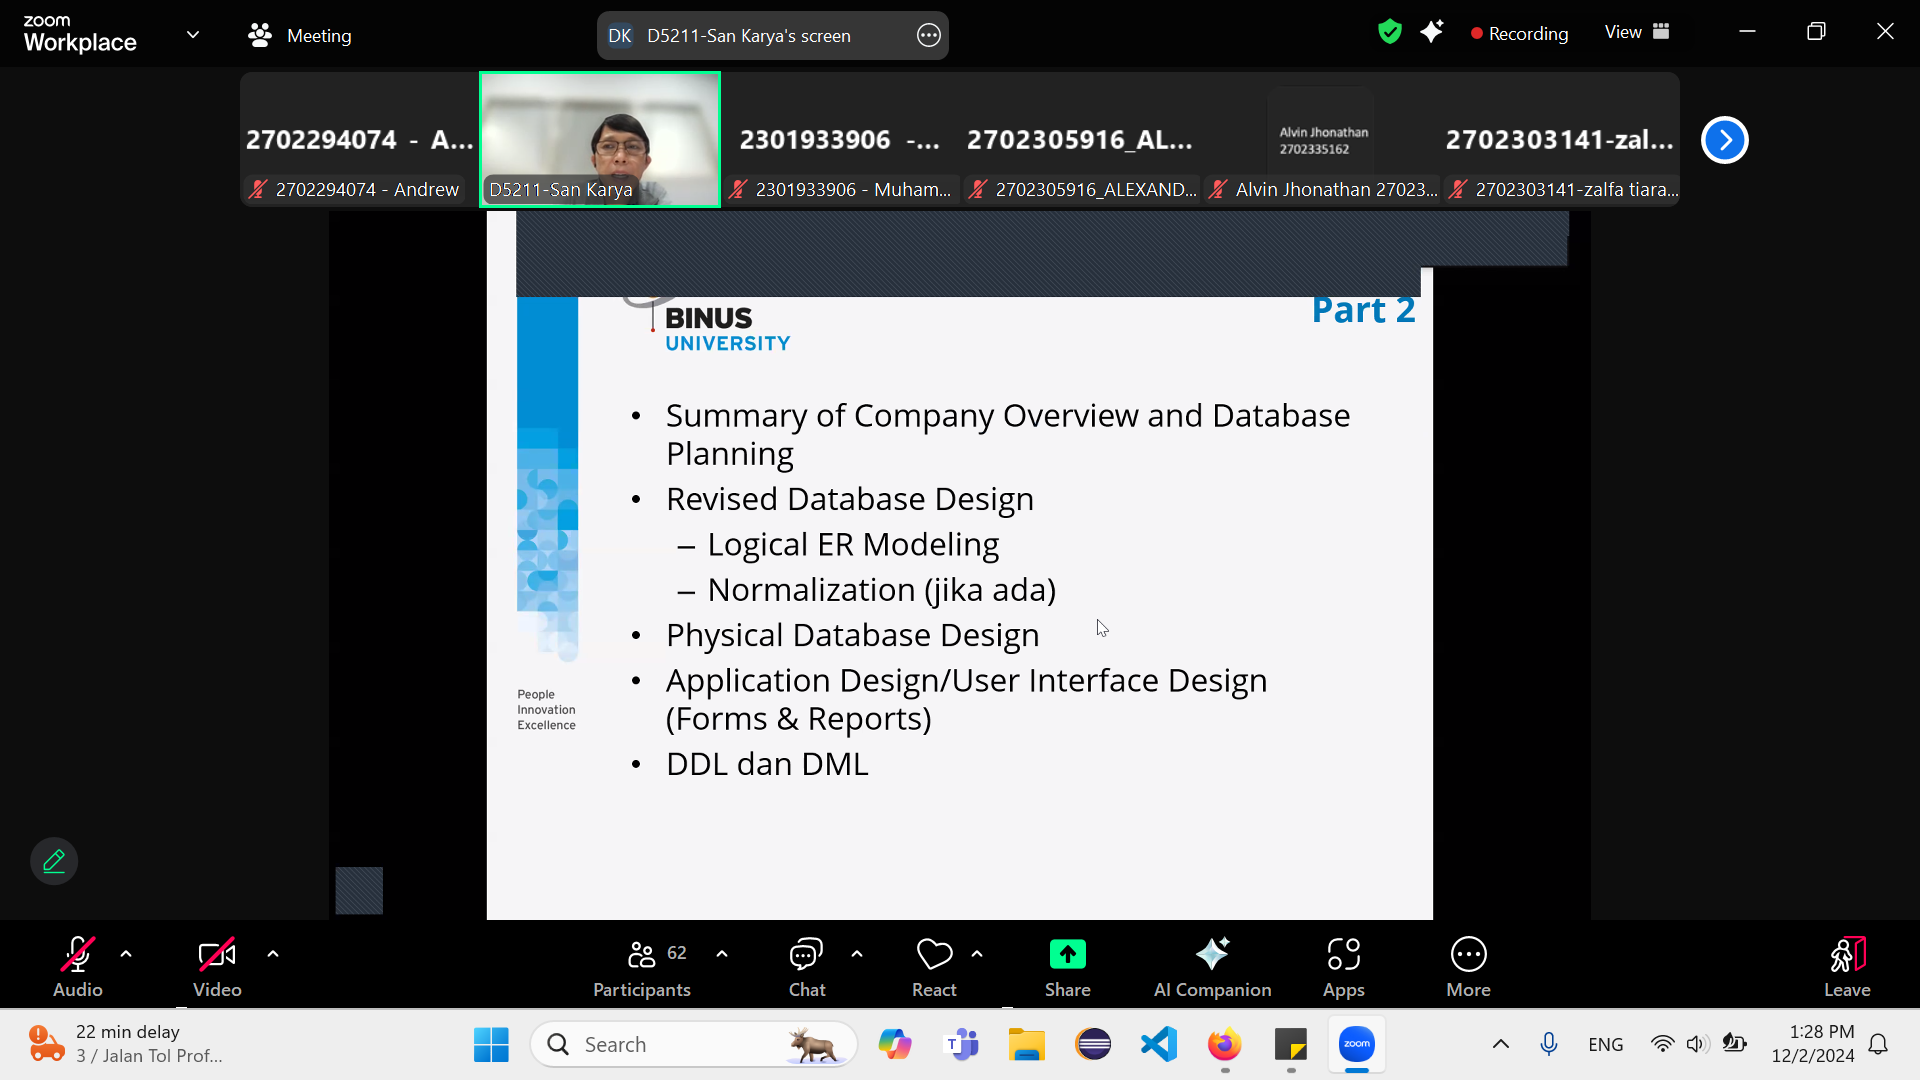 zoom
Workplace
Meeting
DK D5211-San Karya's screen
Recording
View
2702294074 - A...
2301933906 -...
2702305916_AL...
Alvin Jhonathan
2702335162
2702303141-zal...
2702294074 - Andrew
D5211-San Karya
2301933906 - Muham...
2702305916_ALEXAND...
Alvin Jhonathan 27023...
2702303141-zalfa tiara...
BINUS
UNIVERSITY
Part 2
• Summary of Company Overview and Database
Planning
• Revised Database Design
– Logical ER Modeling
– Normalization (jika ada)
• Physical Database Design
• Application Design/User Interface Design
(Forms & Reports)
• DDL dan DML
People
Innovation
Excellence
Audio
Video
62
Participants
Chat
React
Share
AI Companion
Apps
More
Leave
22 min delay
3 / Jalan Tol Prof...
Search
zoom
ENG
1:28 PM
12/2/2024